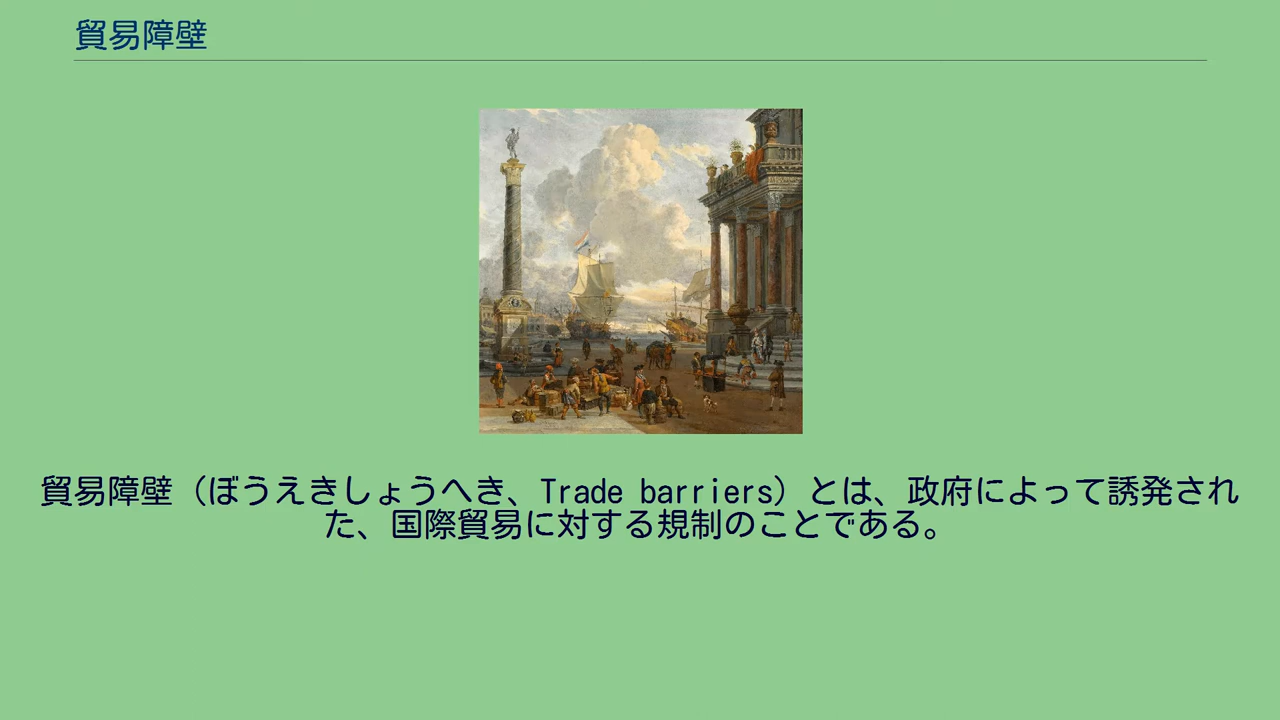 貿易障壁
貿易障壁（ぼうえきしょうへき、Trade barriers）とは、政府によって誘発され
た、国際貿易に対する規制のことである。